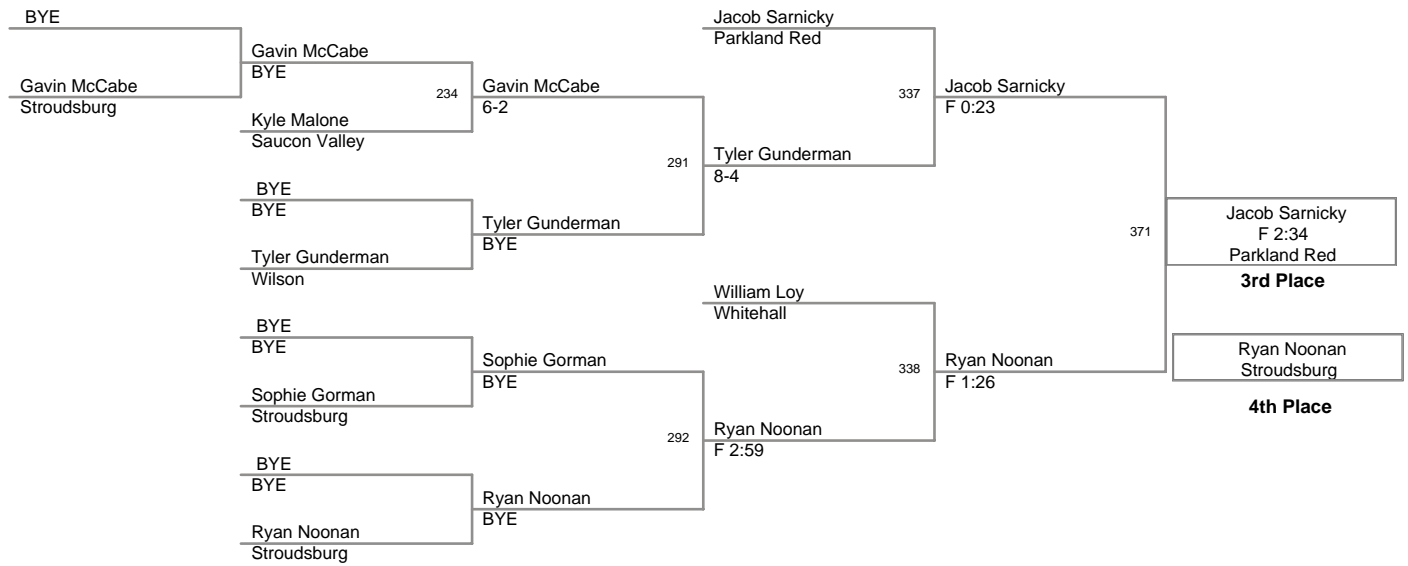 BYE
Gavin McCabe
Stroudsburg
Gavin McCabe
BYE
234
Kyle Malone
Saucon Valley
BYE
BYE
Tyler Gunderman
Wilson
BYE
BYE
Sophie Gorman
Stroudsburg
BYE
BYE
Ryan Noonan
Stroudsburg
Gavin McCabe
6-2
291
Tyler Gunderman
BYE
Sophie Gorman
BYE
292
Ryan Noonan
BYE
Jacob Sarnicky
Parkland Red
337
Tyler Gunderman
8-4
William Loy
Whitehall
338
Ryan Noonan
F 2:59
Jacob Sarnicky
F 0:23
371
Ryan Noonan
F 1:26
Jacob Sarnicky
F 2:34
Parkland Red
3rd Place
Ryan Noonan
Stroudsburg
4th Place